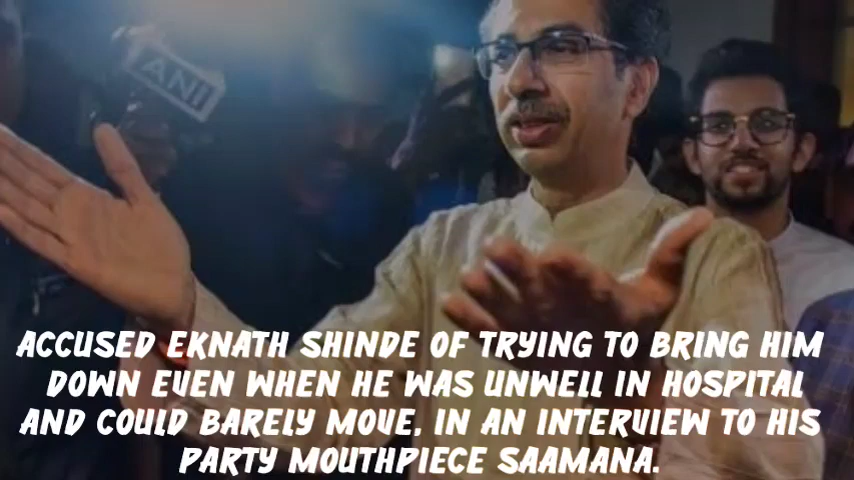 ANI
ACCUSED EKNATH SHINDE OF TRYING TO BRING HIM
DOWN EVEN WHEN HE WAS UNWELL IN HOSPITAL
AND COULD BARELY MOVE, IN AN INTERVIEW TO HIS
PARTY MOUTHPIECE SAAMANA.